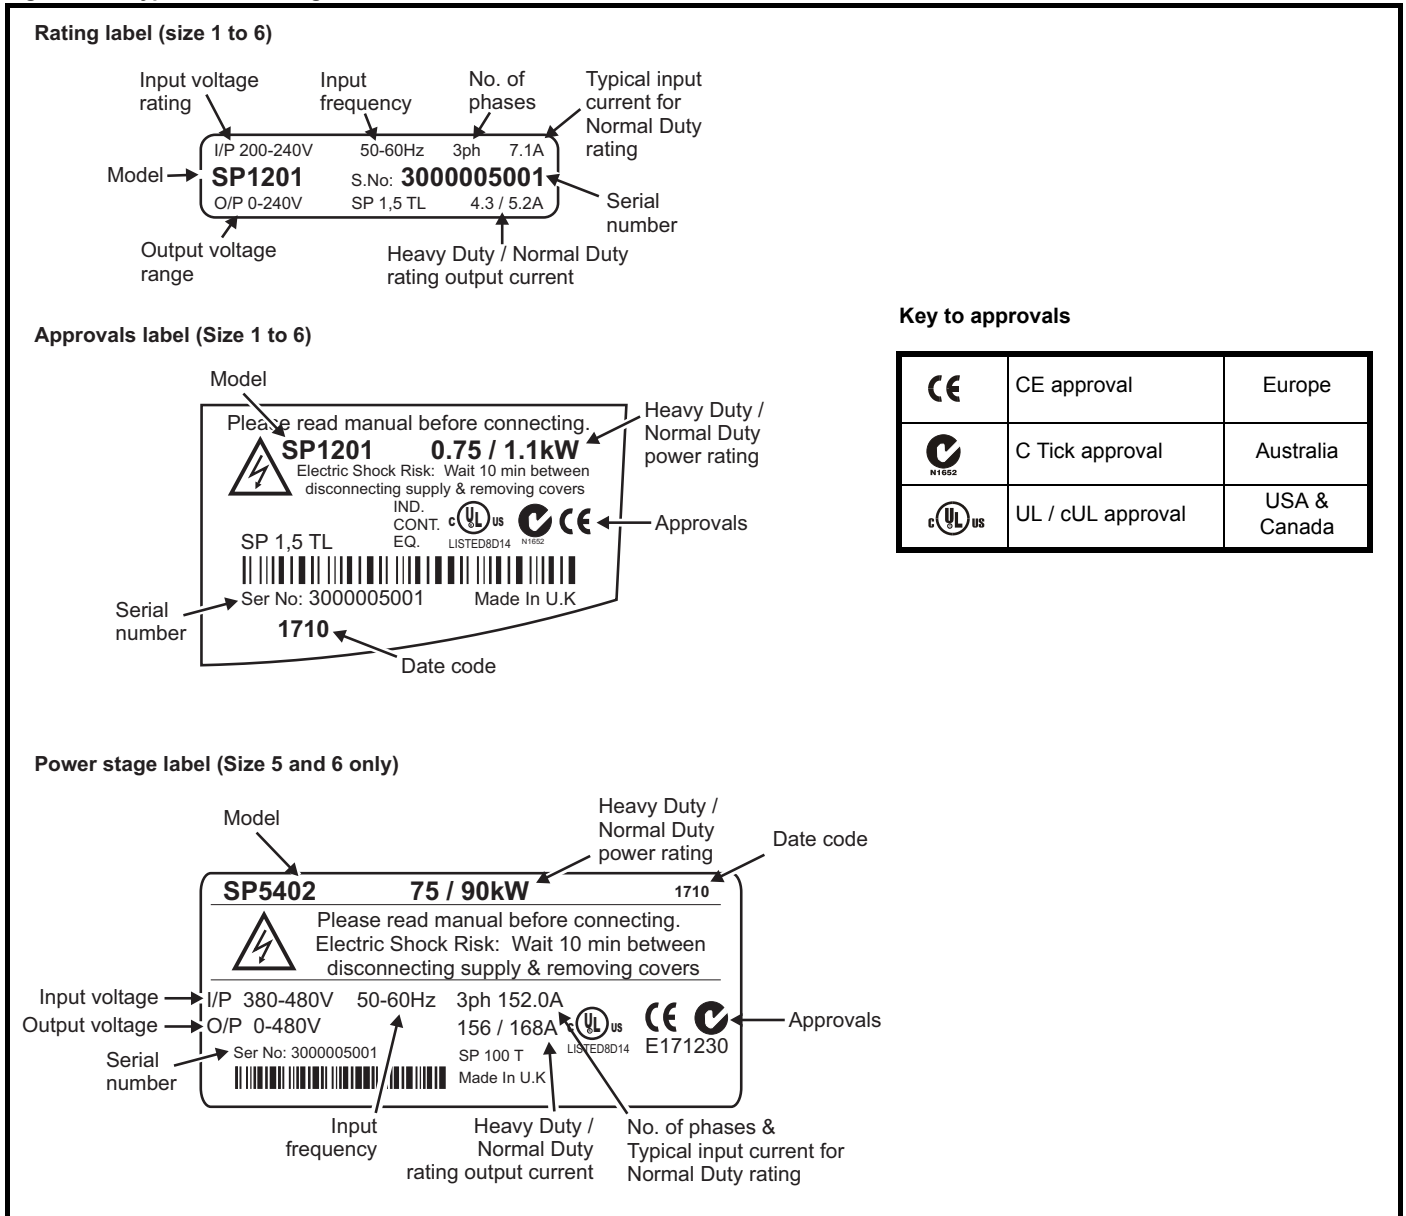 Rating label (size 1 to 6)
Input voltage
rating
Input
frequency
No. of
phases
Typical input
current for
Normal Duty
rating
I/P 200-240V 50-60Hz 3ph 7.1A
Model
SP1201 S.No: 3000005001
O/P 0-240V SP 1,5 TL 4.3 / 5.2A
Serial
number
Output voltage
range
Heavy Duty / Normal Duty
rating output current
Approvals label (Size 1 to 6)
Model
Please read manual before connecting.
SP1201 0.75 / 1.1kW
Electric Shock Risk: Wait 10 min between
disconnecting supply & removing covers
Heavy Duty /
Normal Duty
power rating
IND.
CONT.
EQ.
c UL us
LISTED8D14
N1652
CE
Approvals
SP 1,5 TL
Ser No: 3000005001 Made In U.K
Serial
number
1710
Date code
Key to approvals
CE CE approval Europe
N1652 C Tick approval Australia
c UL us UL / cUL approval USA &
Canada
Power stage label (Size 5 and 6 only)
Model
Heavy Duty /
Normal Duty
power rating
Date code
SP5402 75 / 90kW 1710
Please read manual before connecting.
Electric Shock Risk: Wait 10 min between
disconnecting supply & removing covers
Input voltage
I/P 380-480V 50-60Hz 3ph 152.0A
Output voltage
O/P 0-480V 156 / 168A
c UL us
LISTED8D14
CE
E171230
Approvals
Serial
number
Ser No: 3000005001
SP 100 T
Made In U.K
Input
frequency
Heavy Duty /
Normal Duty
rating output current
No. of phases &
Typical input current for
Normal Duty rating